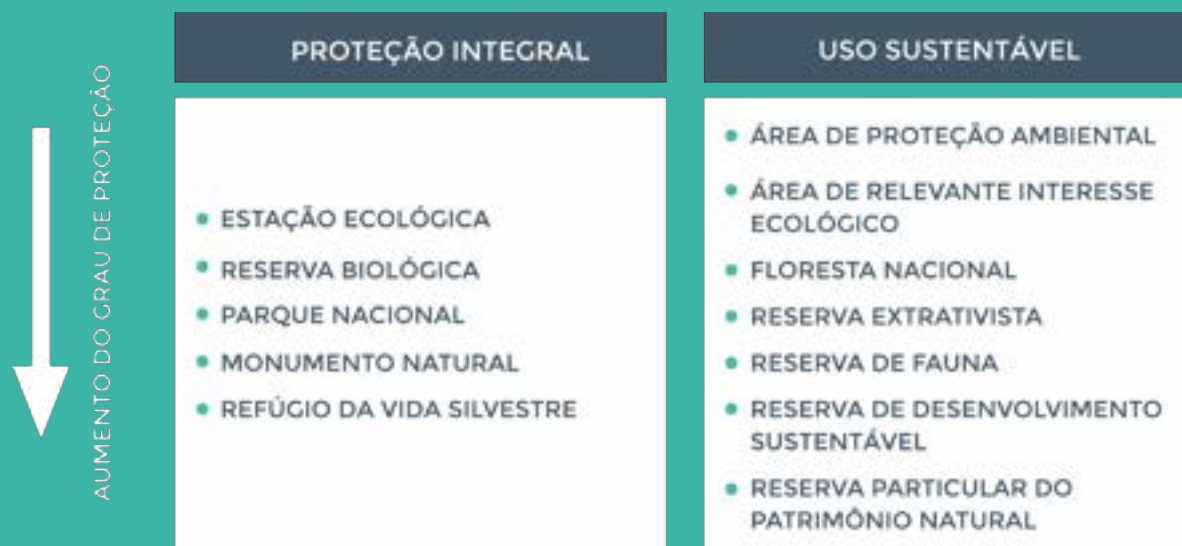 AUMENTO DO GRAU DE PROTEÇÃO
PROTEÇÃO INTEGRAL
• ESTAÇÃO ECOLÓGICA
• RESERVA BIOLÓGICA
• PARQUE NACIONAL
• MONUMENTO NATURAL
• REFÚGIO DA VIDA SILVESTRE
USO SUSTENTÁVEL
• ÁREA DE PROTEÇÃO AMBIENTAL
• ÁREA DE RELEVANTE INTERESSE
ECOLÓGICO
• FLORESTA NACIONAL
• RESERVA EXTRATIVISTA
• RESERVA DE FAUNA
• RESERVA DE DESENVOLVIMENTO
SUSTENTÁVEL
• RESERVA PARTICULAR DO
PATRIMÔNIO NATURAL